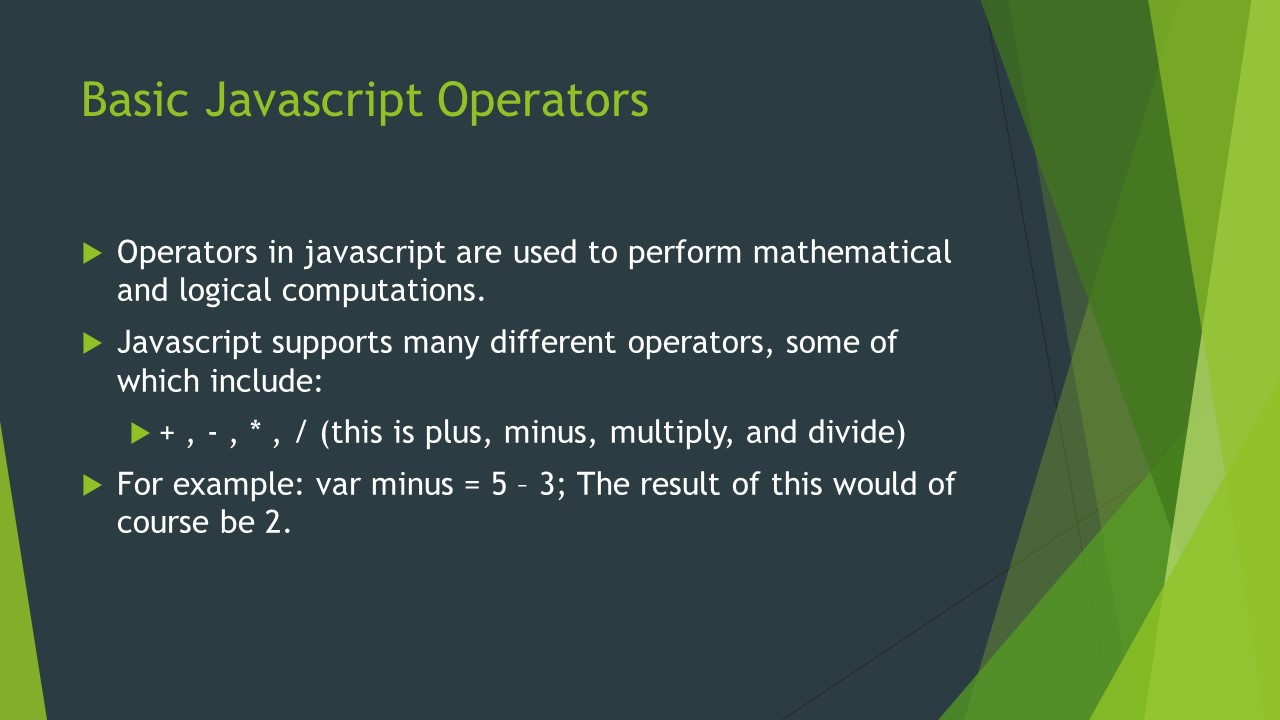 Basic Javascript Operators
Operators in javascript are used to perform mathematical
and logical computations.
Javascript supports many different operators, some of
which include:
+ , - , * , / (this is plus, minus, multiply, and divide)
For example: var minus = 5 – 3; The result of this would of
course be 2.